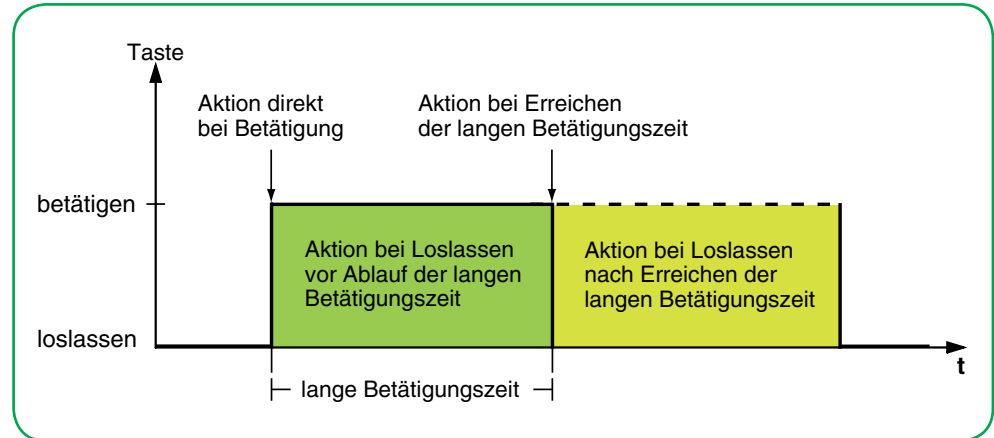 Taste
Aktion direkt
bei Betätigung
Aktion bei Erreichen
der langen Betätigungszeit
betätigen
Aktion bei Loslassen
vor Ablauf der langen
Betätigungszeit
Aktion bei Loslassen
nach Erreichen der
langen Betätigungszeit
loslassen
t
lange Betätigungszeit